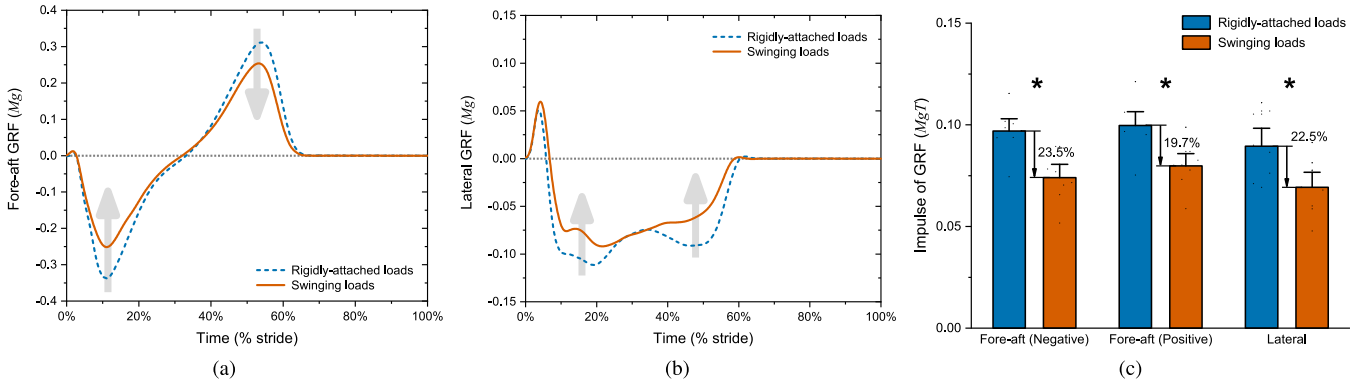 0.4
0.3
0.2
0.1
0.0
−0.1
−0.2
−0.3
0.4
Fore-aft GRF (Mg)
Rigidly-attached loads
Swinging loads
0% 20% 40% 60% 80% 100%
Time (% stride)
(a)
0.15
0.10
0.05
0.00
−0.05
−0.10
−0.15
Lateral GRF (Mg)
Rigidly-attached loads
Swinging loads
0% 20% 40% 60% 80% 100%
Time (% stride)
(b)
0.15
0.10
0.05
0.00
Impulse of GRF (MgT)
Rigidly-attached loads
Swinging loads
* * *
23.5%
19.7%
22.5%
Fore-aft (Negative) Fore-aft (Positive) Lateral
(c)